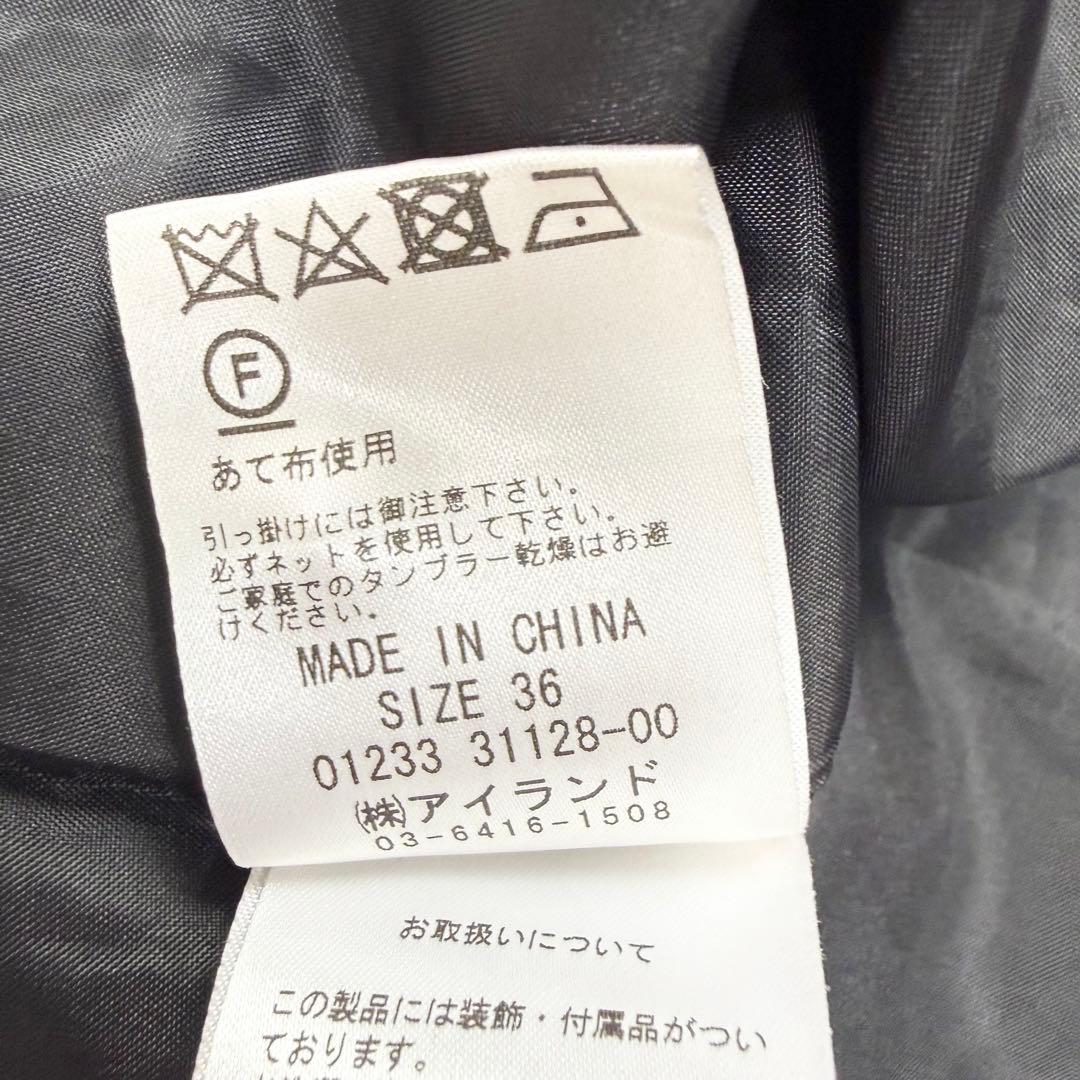 F
あて布使用
引っ掛けには御注意下さい。
必ずネットを使用して下さい。
ご家庭でのタンブラー乾燥はお避
けください。
MADE IN CHINA
SIZE 36
01233 31128-00
㈱アイランド
03-6416-1508
お取扱いについて
この製品には装飾・付属品がつい
ております。